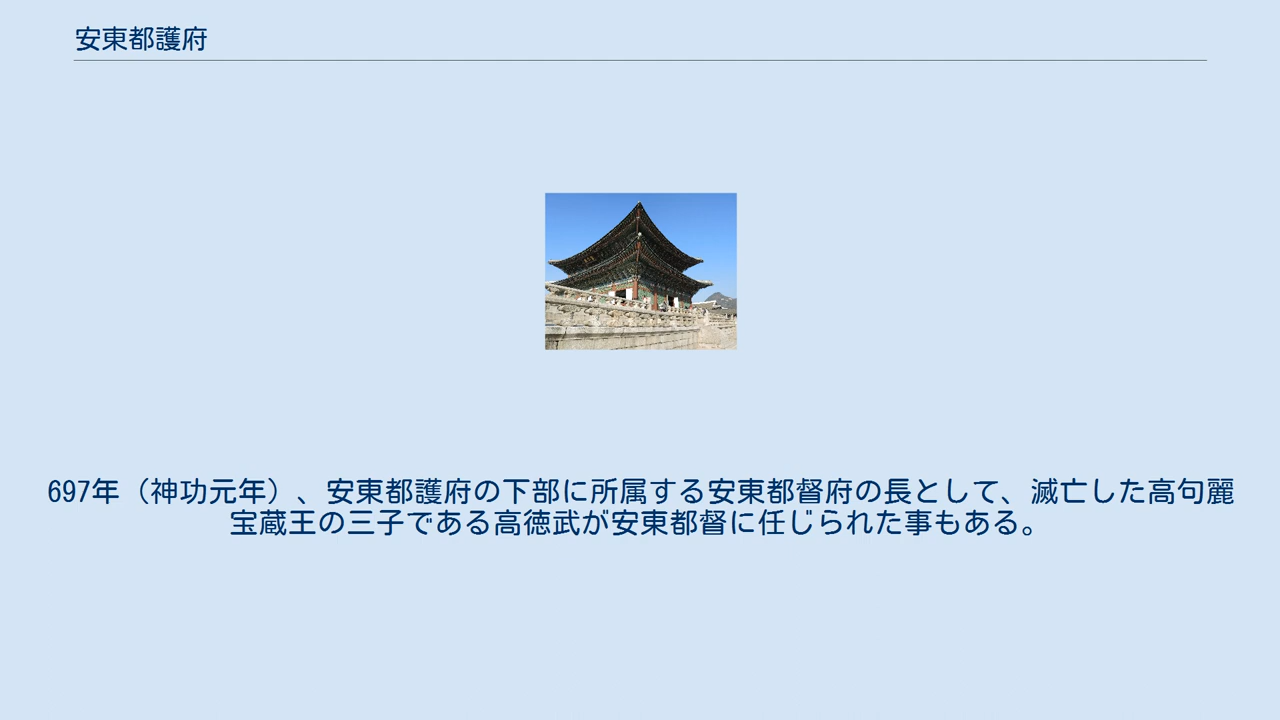 安東都護府
697年（神功元年）、安東都護府の下部に所属する安東都督府の長として、滅亡した高句麗
宝蔵王の三子である高徳武が安東都督に任じられた事もある。